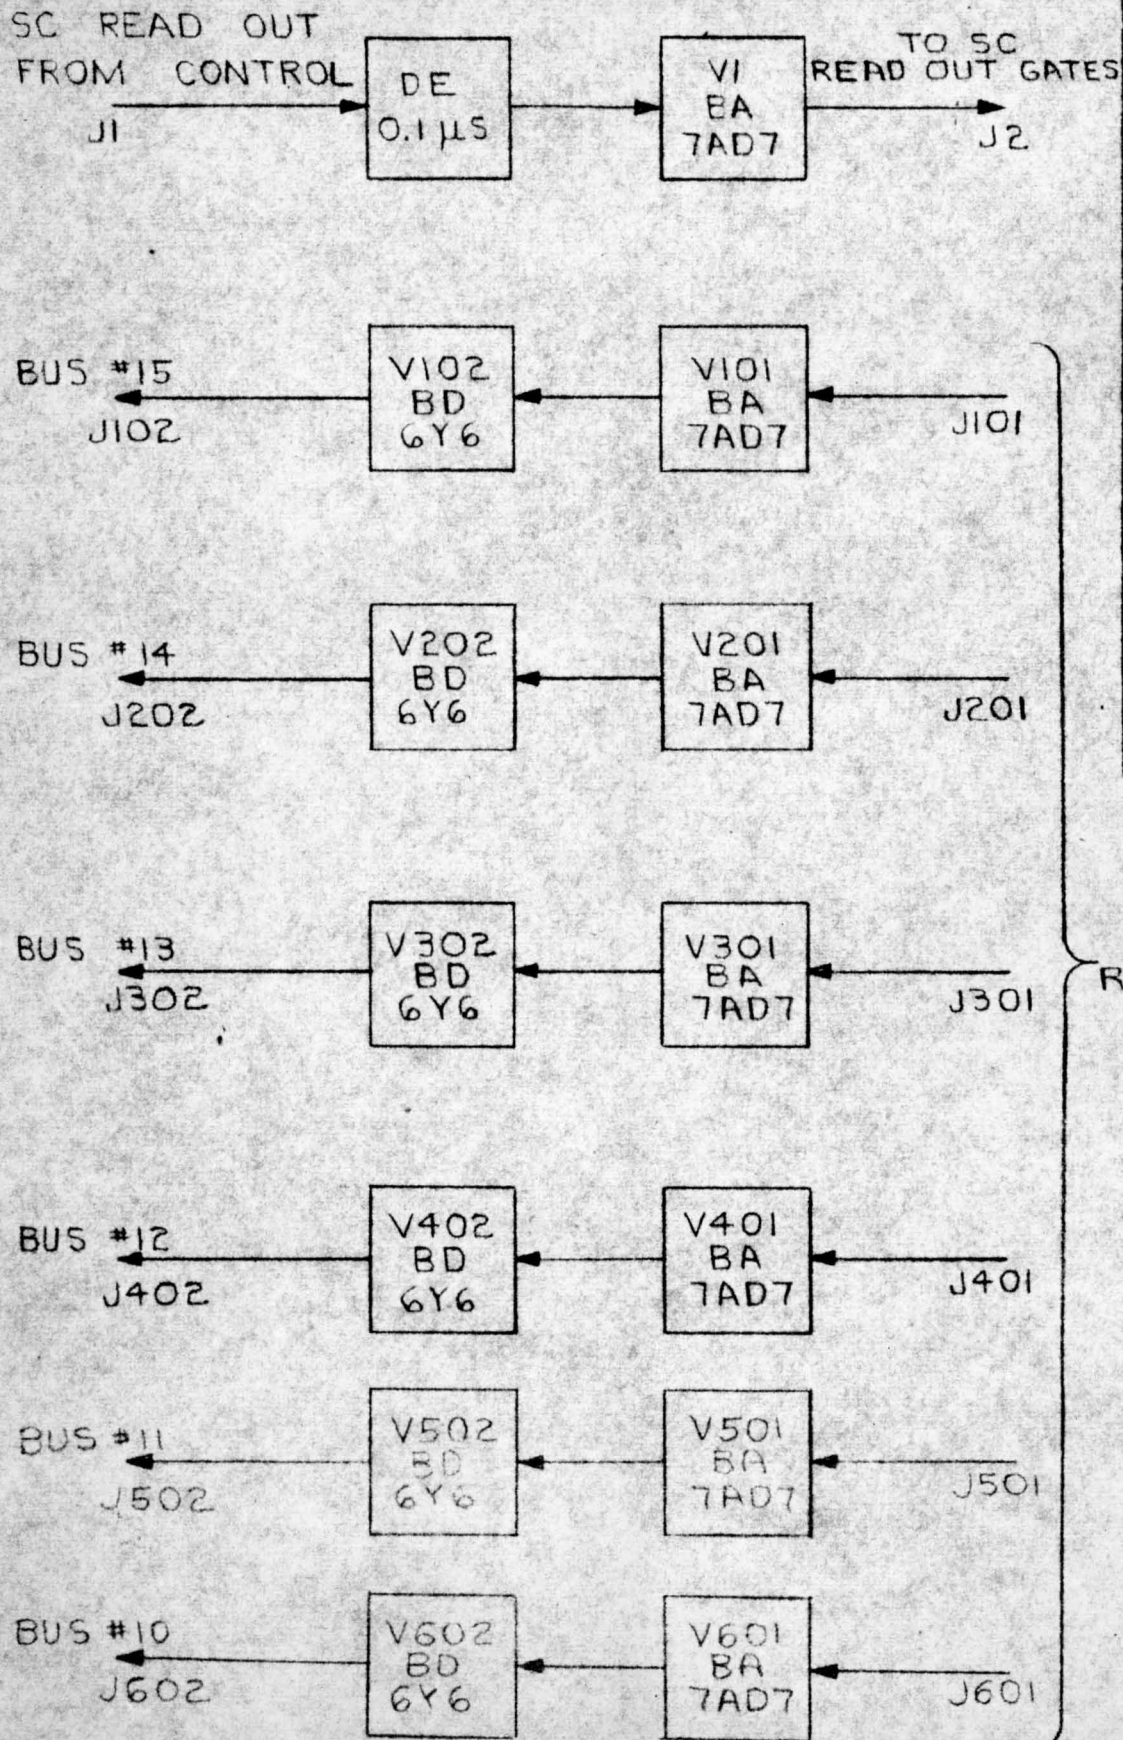 SC READ OUT
FROM CONTROL
J1
DE
0.1 µS
V1
BA
7AD7
TO SC
READ OUT GATES
J2
BUS #15
J102
V102
BD
6Y6
V101
BA
7AD7
J101
BUS #14
J202
V202
BD
6Y6
V201
BA
7AD7
J201
BUS #13
J302
V302
BD
6Y6
V301
BA
7AD7
J301
R
BUS #12
J402
V402
BD
6Y6
V401
BA
7AD7
J401
BUS #11
J502
V502
BD
6Y6
V501
BA
7AD7
J501
BUS #10
J602
V602
BD
6Y6
V601
BA
7AD7
J601